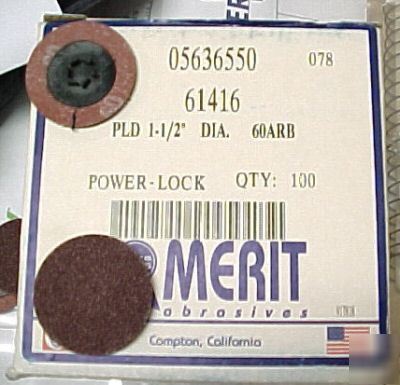 05636550 078
61416
PLD 1-1/2" DIA. 60ARB
POWER-LOCK QTY: 100
MERIT
abrasives
Compton, California